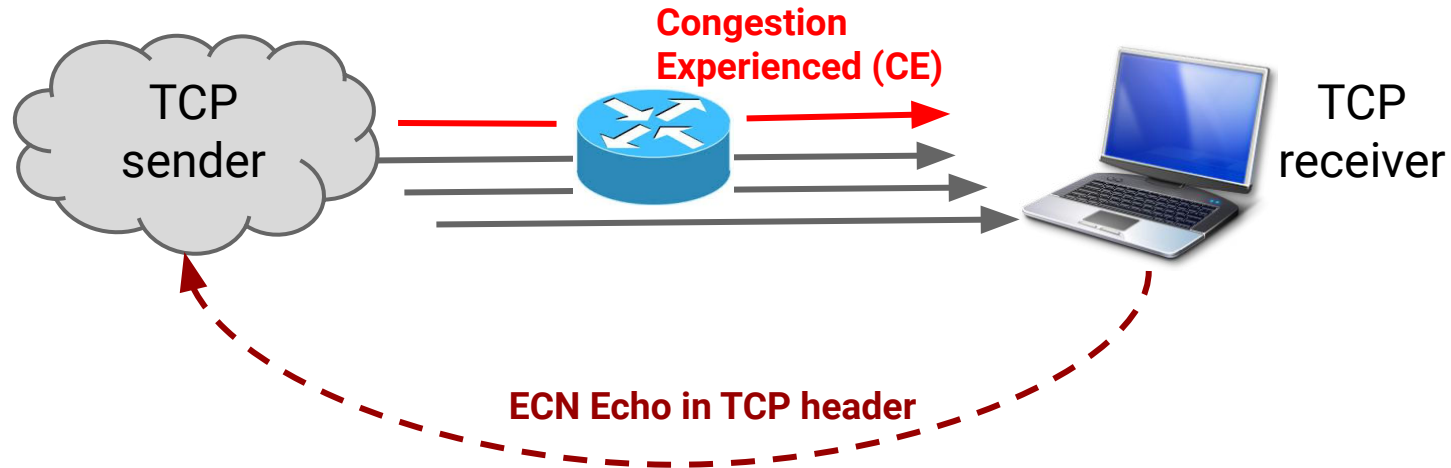 Congestion
Experienced (CE)
TCP
sender
TCP
receiver
ECN Echo in TCP header